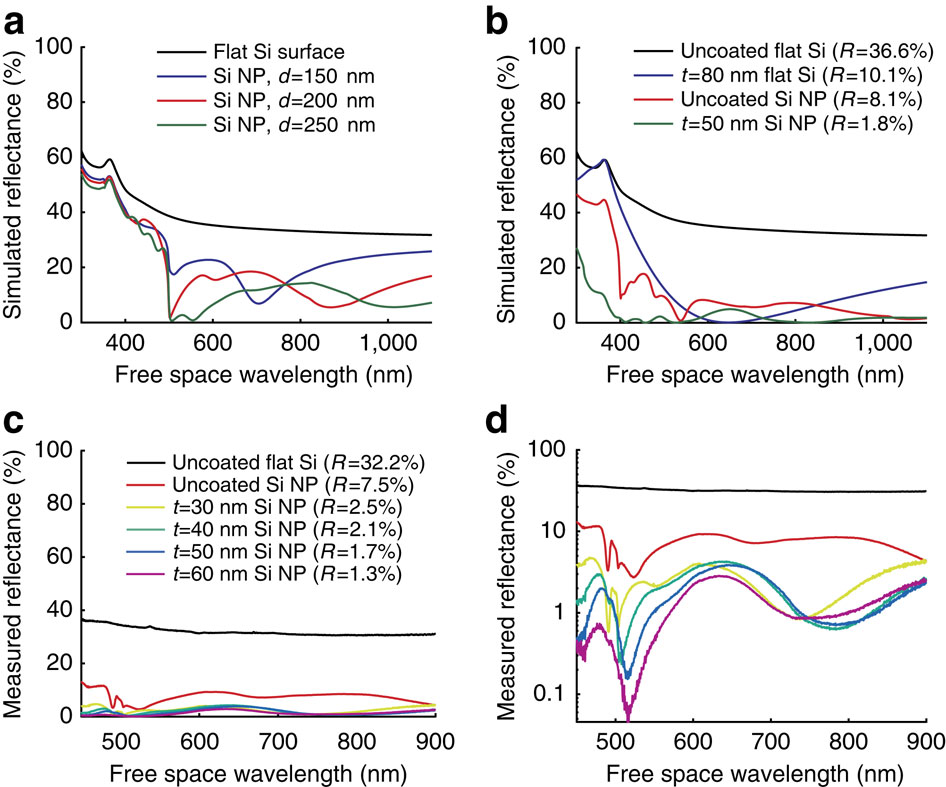 a
100
80
60
40
20
0
Simulated reflectance (%)
Flat Si surface
Si NP, d=150 nm
Si NP, d=200 nm
Si NP, d=250 nm
400 600 800 1,000
Free space wavelength (nm)
b
100
80
60
40
20
0
Simulated reflectance (%)
Uncoated flat Si (R=36.6%)
t=80 nm flat Si (R=10.1%)
Uncoated Si NP (R=8.1%)
t=50 nm Si NP (R=1.8%)
400 600 800 1,000
Free space wavelength (nm)
c
100
80
60
40
20
0
Measured reflectance (%)
Uncoated flat Si (R=32.2%)
Uncoated Si NP (R=7.5%)
t=30 nm Si NP (R=2.5%)
t=40 nm Si NP (R=2.1%)
t=50 nm Si NP (R=1.7%)
t=60 nm Si NP (R=1.3%)
500 600 700 800 900
Free space wavelength (nm)
d
100
10
1
0.1
Measured reflectance (%)
500 600 700 800 900
Free space wavelength (nm)